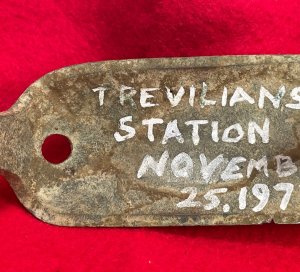 TREVILIANS
STATION
NOVEMB
25, 197